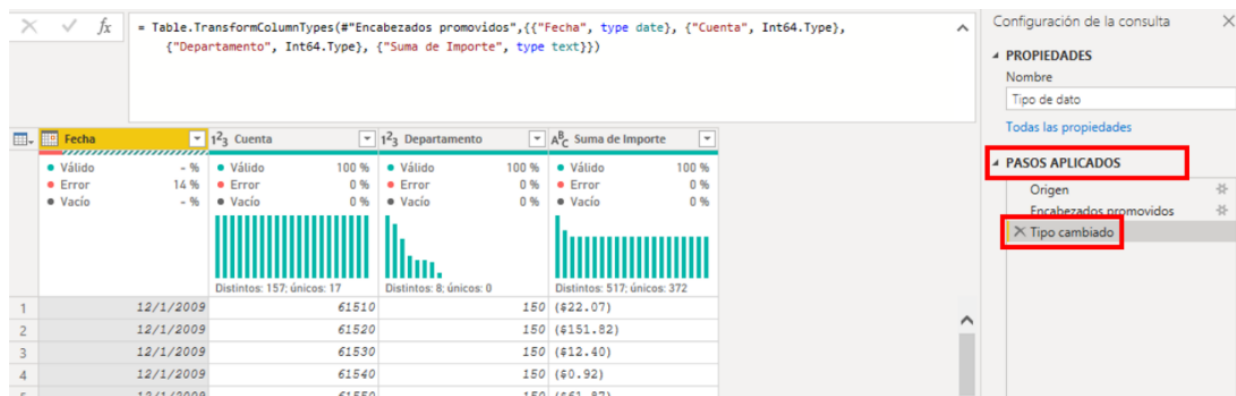 fx
= Table.TransformColumnTypes(#"Encabezados promovidos",{{"Fecha", type date}, {"Cuenta", Int64.Type},
{"Departamento", Int64.Type}, {"Suma de Importe", type text}})
Configuración de la consulta
PROPIEDADES
Nombre
Tipo de dato
Todas las propiedades
PASOS APLICADOS
Origen
Encabezados promovidos
Tipo cambiado
Fecha 123 Cuenta 123 Departamento ABC Suma de Importe
Válido - % Válido 100 % Válido 100 % Válido 100 %
Error 14 % Error 0 % Error 0 % Error 0 %
Vacío - % Vacío 0 % Vacío 0 % Vacío 0 %
Distintos: 157; únicos: 17 Distintos: 8; únicos: 0 Distintos: 517; únicos: 372
1 12/1/2009 61510 150 ($22.07)
2 12/1/2009 61520 150 ($151.82)
3 12/1/2009 61530 150 ($12.40)
4 12/1/2009 61540 150 ($0.92)